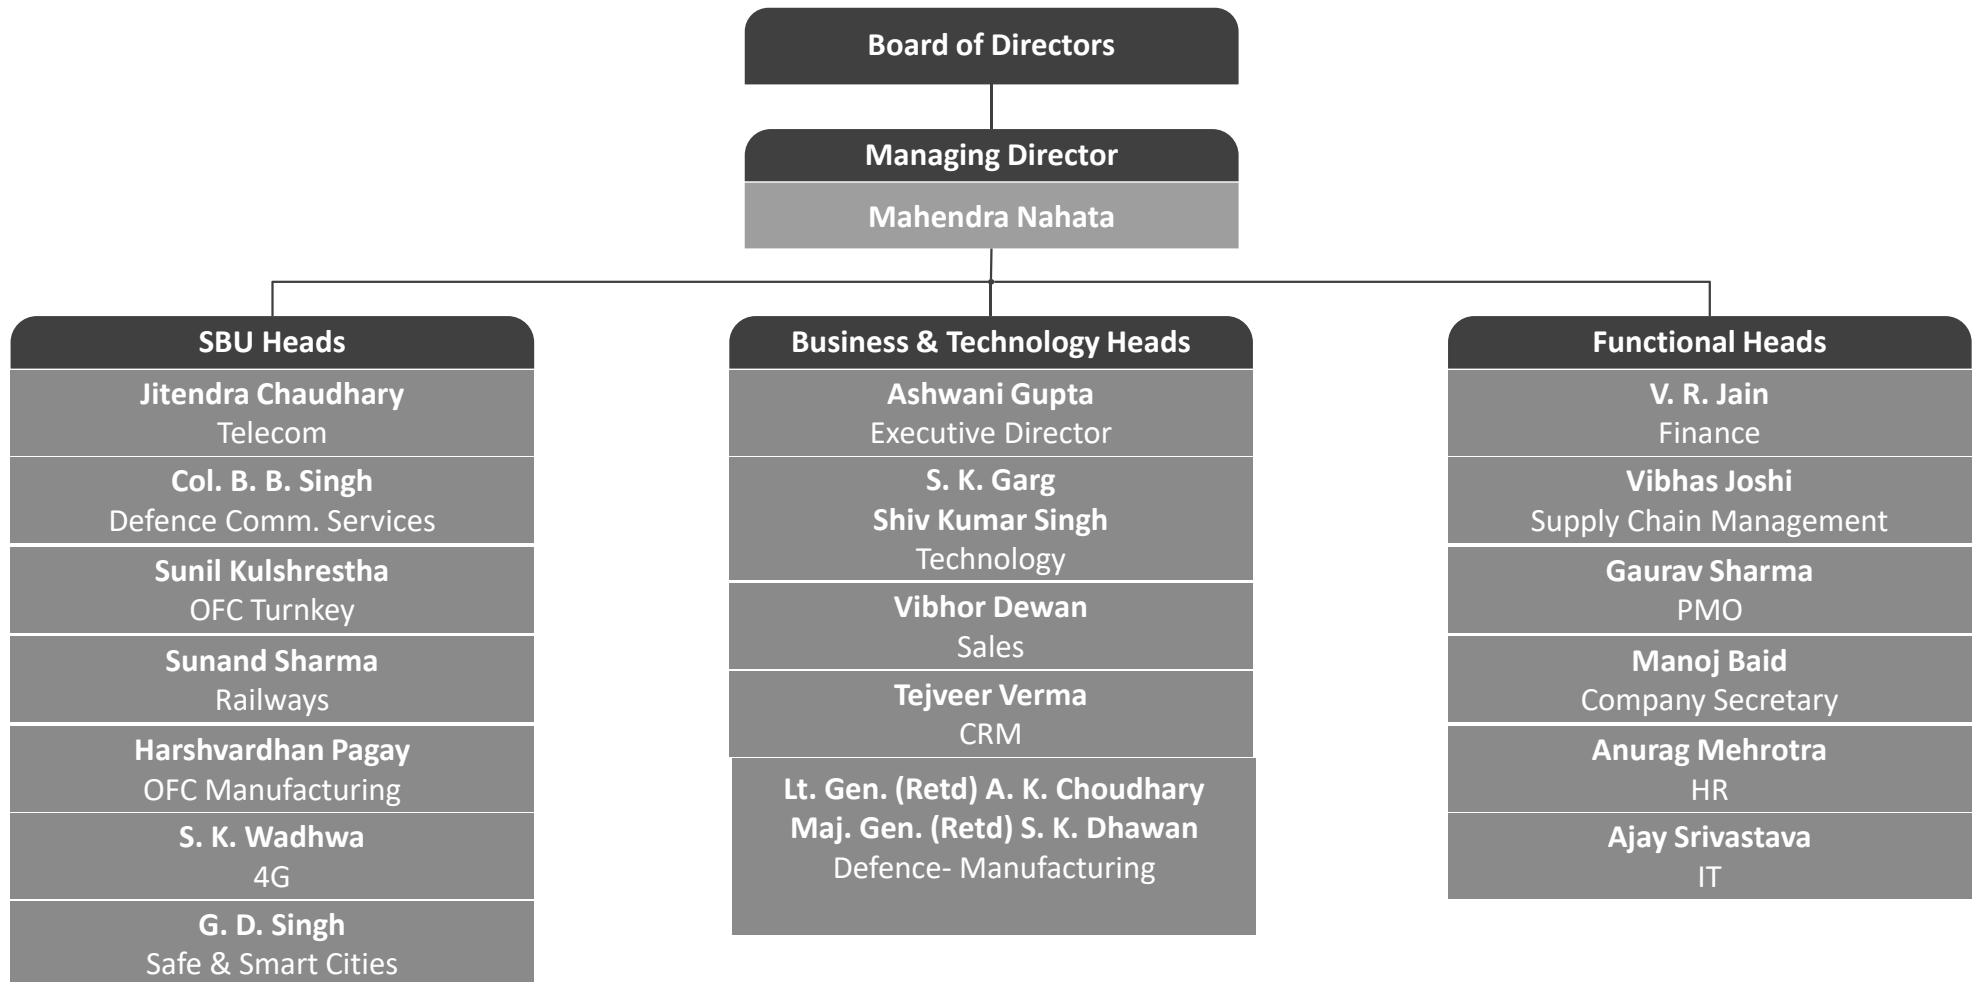 Board of Directors
Managing Director
Mahendra Nahata
SBU Heads
Jitendra Chaudhary
Telecom
Col. B. B. Singh
Defence Comm. Services
Sunil Kulshrestha
OFC Turnkey
Sunand Sharma
Railways
Harshvardhan Pagay
OFC Manufacturing
S. K. Wadhwa
4G
G. D. Singh
Safe & Smart Cities
Business & Technology Heads
Ashwani Gupta
Executive Director
S. K. Garg
Shiv Kumar Singh
Technology
Vibhor Dewan
Sales
Tejveer Verma
CRM
Lt. Gen. (Retd) A. K. Choudhary
Maj. Gen. (Retd) S. K. Dhawan
Defence- Manufacturing
Functional Heads
V. R. Jain
Finance
Vibhas Joshi
Supply Chain Management
Gaurav Sharma
PMO
Manoj Baid
Company Secretary
Anurag Mehrotra
HR
Ajay Srivastava
IT